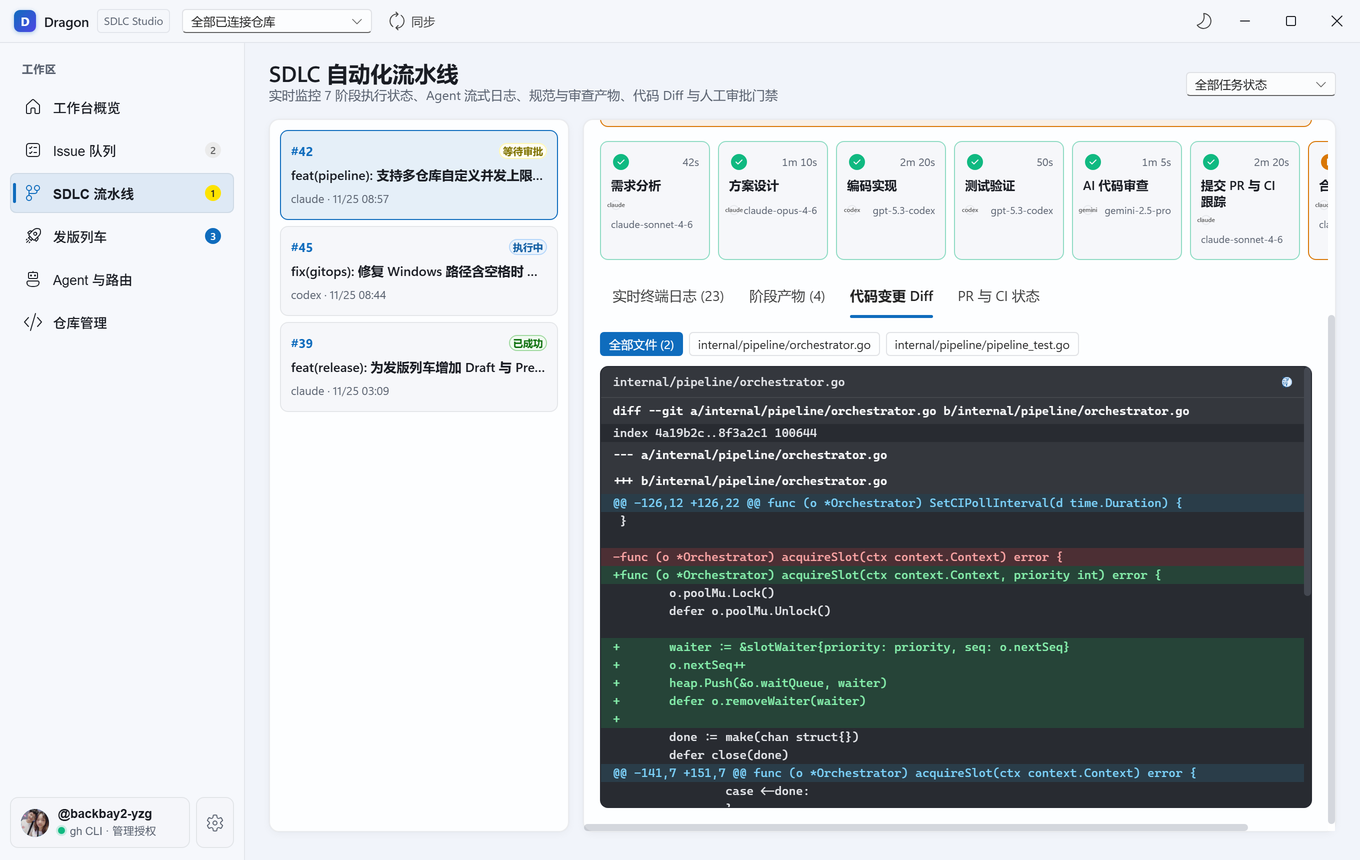 D Dragon SDLC Studio 全部已连接仓库 同步
工作区
工作台概览
Issue 队列 2
SDLC 流水线 1
发版列车 3
Agent 与路由
仓库管理
@backbay2-yzg
gh CLI · 管理授权
SDLC 自动化流水线
实时监控 7 阶段执行状态、Agent 流式日志、规范与审查产物、代码 Diff 与人工审批门禁
全部任务状态
#42 等待审批
feat(pipeline): 支持多仓库自定义并发上限...
claude · 11/25 08:57
#45 执行中
fix(gitops): 修复 Windows 路径含空格时 ...
codex · 11/25 08:44
#39 已成功
feat(release): 为发版列车增加 Draft 与 Pre...
claude · 11/25 03:09
42s
需求分析
claude
claude-sonnet-4-6
1m 10s
方案设计
claude claude-opus-4-6
2m 20s
编码实现
codex gpt-5.3-codex
50s
测试验证
codex gpt-5.3-codex
1m 5s
AI 代码审查
gemini gemini-2.5-pro
2m 20s
提交 PR 与 CI
跟踪
claude
claude-sonnet-4-6
实时终端日志 (23) 阶段产物 (4) 代码变更 Diff PR 与 CI 状态
全部文件 (2) internal/pipeline/orchestrator.go internal/pipeline/pipeline_test.go
internal/pipeline/orchestrator.go
diff --git a/internal/pipeline/orchestrator.go b/internal/pipeline/orchestrator.go
index 4a19b2c..8f3a2c1 100644
--- a/internal/pipeline/orchestrator.go
+++ b/internal/pipeline/orchestrator.go
@@ -126,12 +126,22 @@ func (o *Orchestrator) SetCIPollInterval(d time.Duration) {
 }
-func (o *Orchestrator) acquireSlot(ctx context.Context) error {
+func (o *Orchestrator) acquireSlot(ctx context.Context, priority int) error {
        o.poolMu.Lock()
        defer o.poolMu.Unlock()
+       waiter := &slotWaiter{priority: priority, seq: o.nextSeq}
+       o.nextSeq++
+       heap.Push(&o.waitQueue, waiter)
+       defer o.removeWaiter(waiter)
+
        done := make(chan struct{})
        defer close(done)
@@ -141,7 +151,7 @@ func (o *Orchestrator) acquireSlot(ctx context.Context) error {
                case <-done: